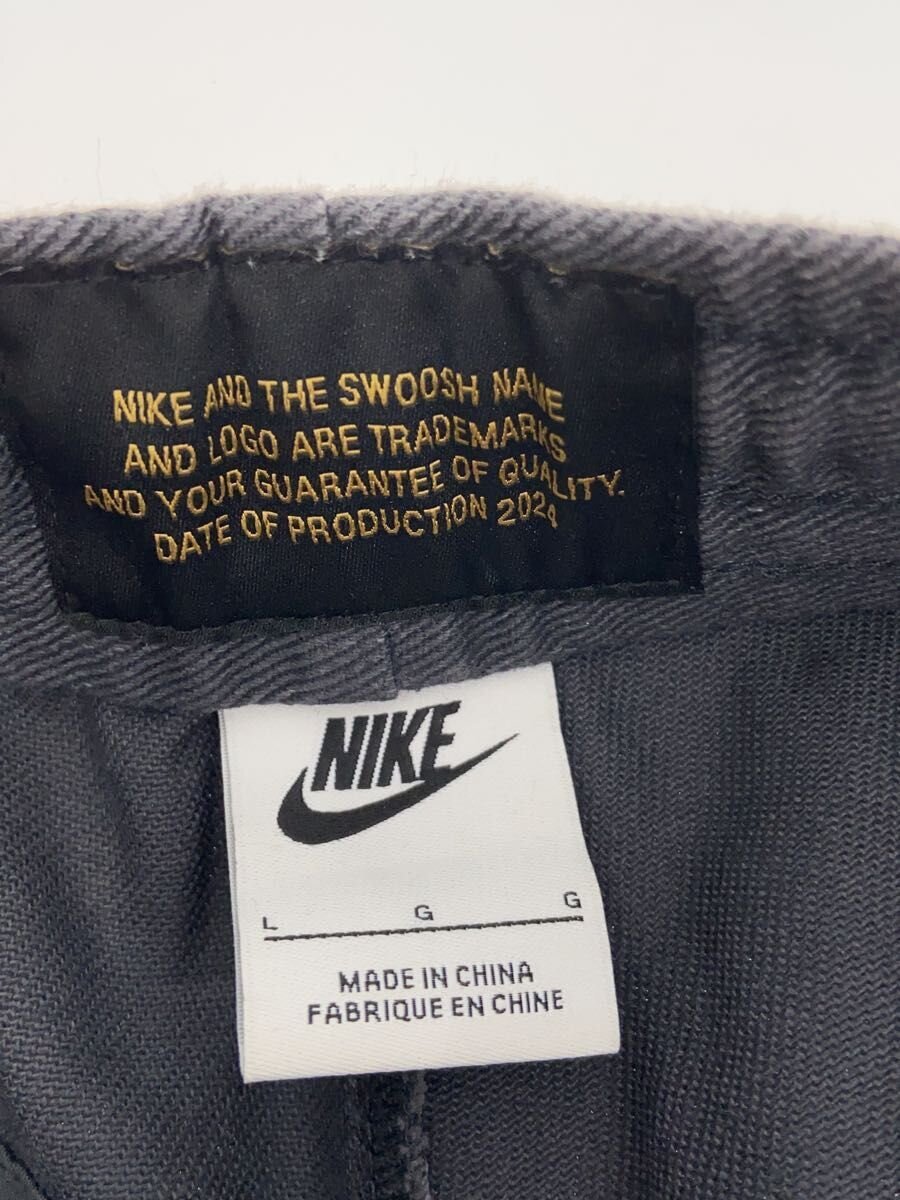 NIKE AND THE SWOOSH NAME
AND LOGO ARE TRADEMARKS
AND YOUR GUARANTEE OF QUALITY.
DATE OF PRODUCTION 2024
NIKE
L G G
MADE IN CHINA
FABRIQUE EN CHINE